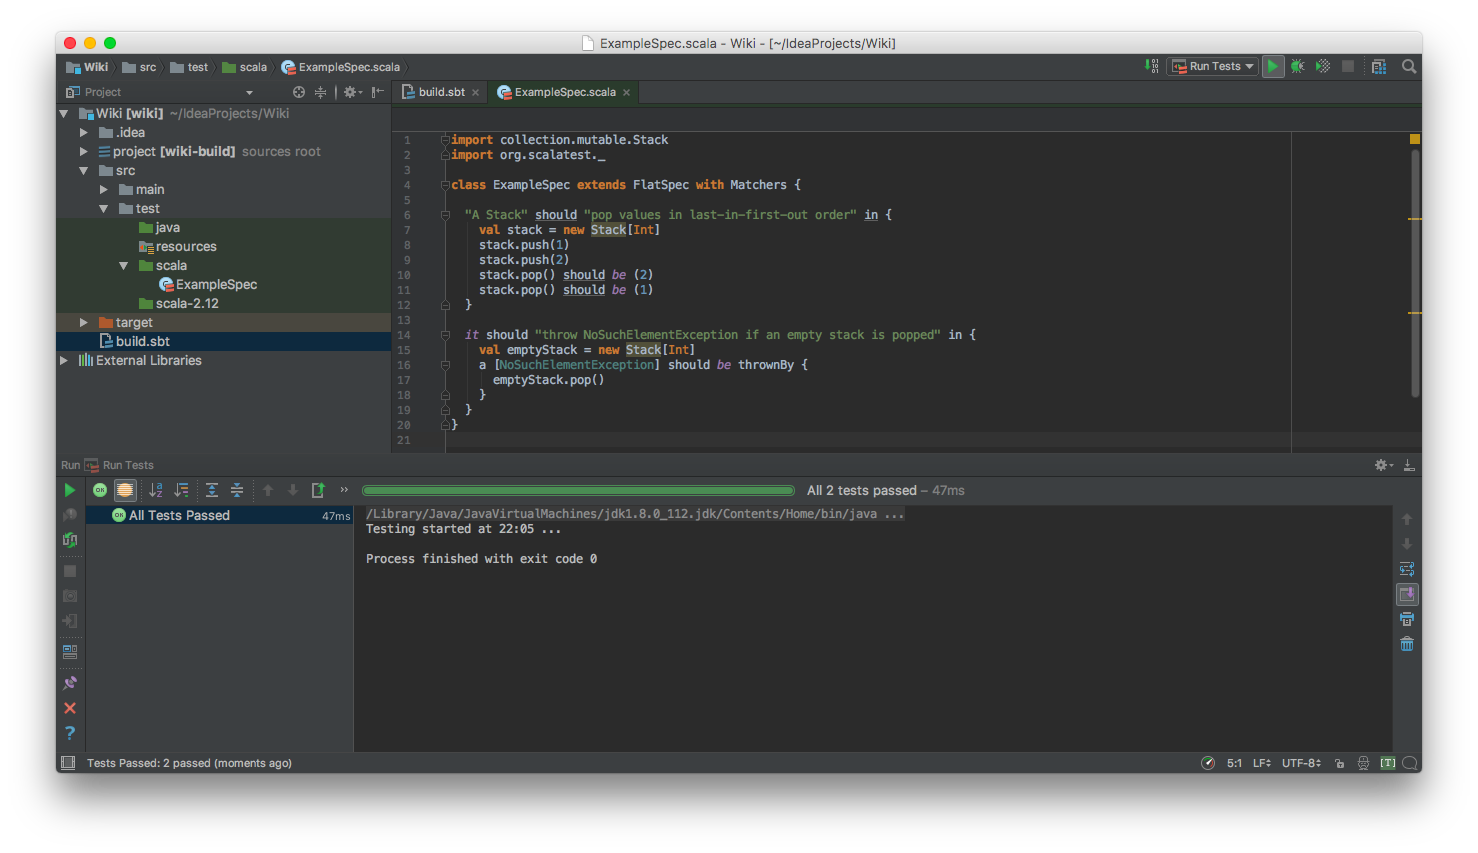 ExampleSpec.scala - Wiki - [~/IdeaProjects/Wiki]
Wiki src test scala ExampleSpec.scala Run Tests
Project build.sbt ExampleSpec.scala
Wiki [wiki] ~/IdeaProjects/Wiki
.idea
project [wiki-build] sources root
src
main
test
java
resources
scala
ExampleSpec
scala-2.12
target
build.sbt
External Libraries
1 import collection.mutable.Stack
2 import org.scalatest._
3
4 class ExampleSpec extends FlatSpec with Matchers {
5
6 "A Stack" should "pop values in last-in-first-out order" in {
7 val stack = new Stack[Int]
8 stack.push(1)
9 stack.push(2)
10 stack.pop() should be (2)
11 stack.pop() should be (1)
12 }
13
14 it should "throw NoSuchElementException if an empty stack is popped" in {
15 val emptyStack = new Stack[Int]
16 a [NoSuchElementException] should be thrownBy {
17 emptyStack.pop()
18 }
19 }
20 }
21
Run Run Tests
All 2 tests passed – 47ms
OK All Tests Passed 47ms
/Library/Java/JavaVirtualMachines/jdk1.8.0_112.jdk/Contents/Home/bin/java ...
Testing started at 22:05 ...
Process finished with exit code 0
Tests Passed: 2 passed (moments ago) 5:1 LF UTF-8 [T]